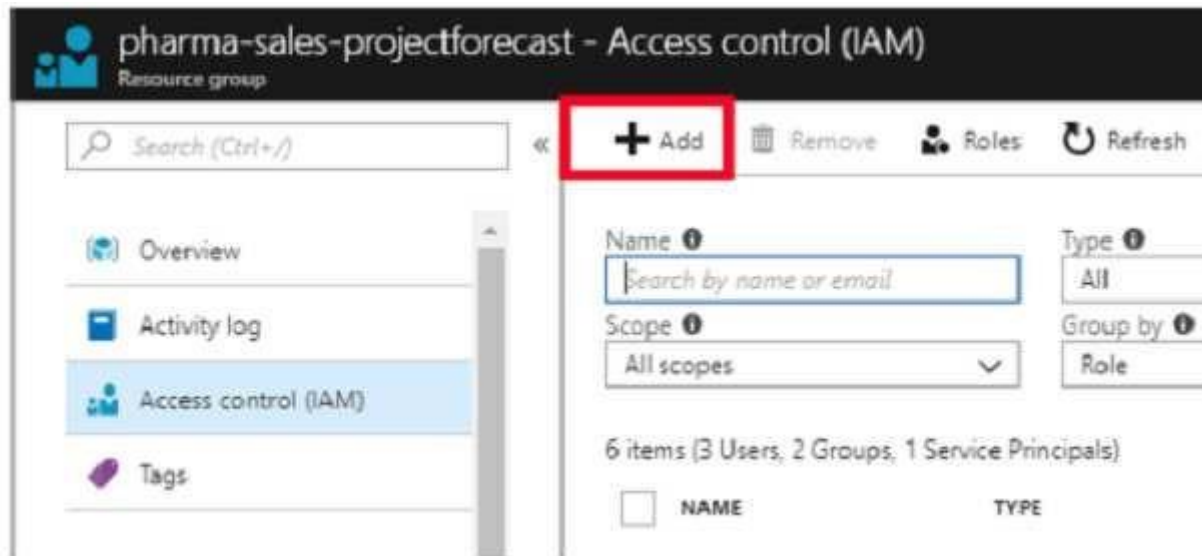 pharma-sales-projectforecast - Access control (IAM)
Resource group
Search (Ctrl+/)
«
Overview
Activity log
Access control (IAM)
Tags
Add Remove Roles Refresh
Name Type
Search by name or email All
Scope Group by
All scopes Role
6 items (3 Users, 2 Groups, 1 Service Principals)
NAME TYPE